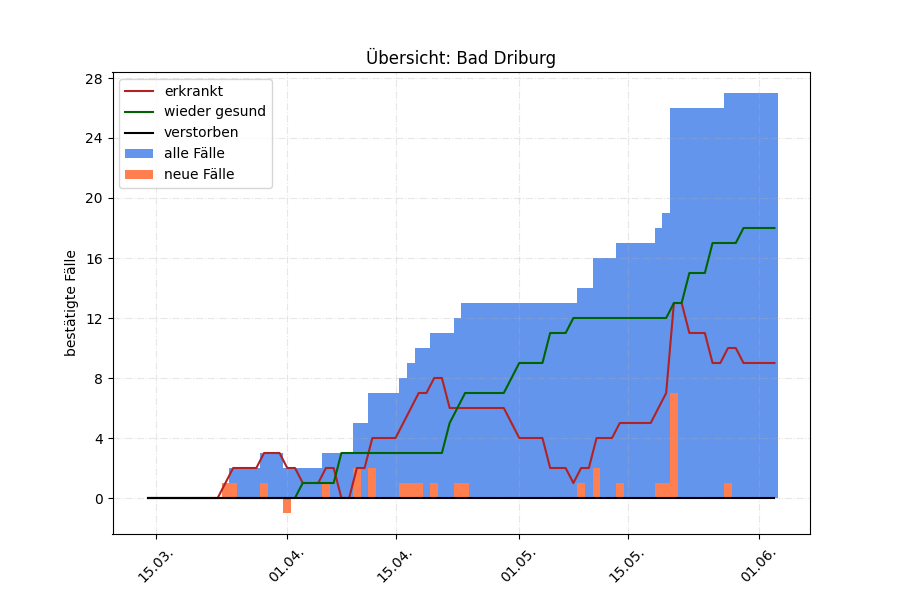 Übersicht: Bad Driburg
bestätigte Fälle
28
24
20
16
12
8
4
0
erkrankt
wieder gesund
verstorben
alle Fälle
neue Fälle
15.03.
01.04.
15.04.
01.05.
15.05.
01.06.